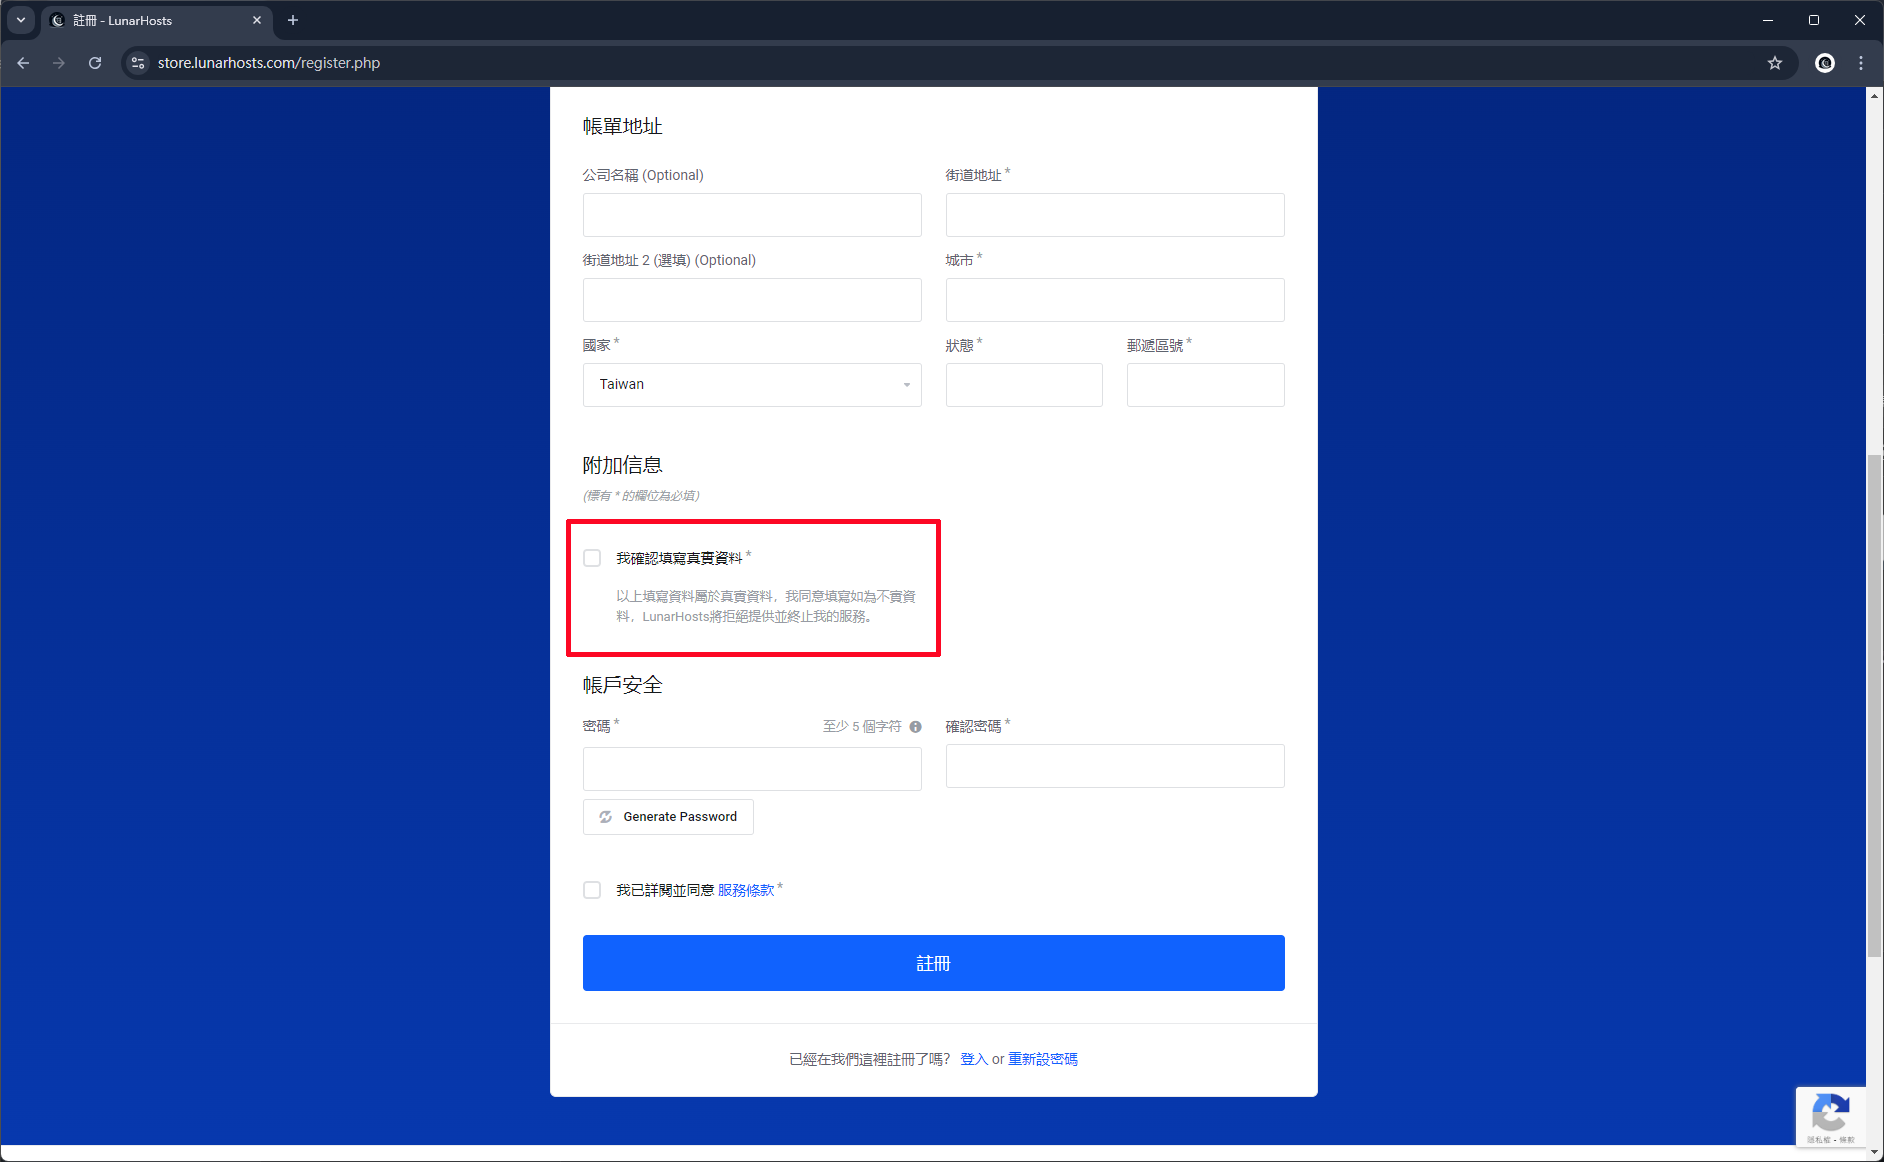 註冊 - LunarHosts
store.lunarhosts.com/register.php
帳單地址
公司名稱 (Optional)
街道地址 *
街道地址 2 (選填) (Optional)
城市 *
國家 *
狀態 *
郵遞區號 *
Taiwan
附加信息
(標有 * 的欄位為必填)
我確認填寫真實資料 *
以上填寫資料屬於真實資料，我同意填寫如為不實資
料，LunarHosts將拒絕提供並終止我的服務。
帳戶安全
密碼 *
至少 5 個字符
確認密碼 *
Generate Password
我已詳閱並同意 服務條款 *
註冊
已經在我們這裡註冊了嗎? 登入 or 重新設密碼
隱私權 - 條款